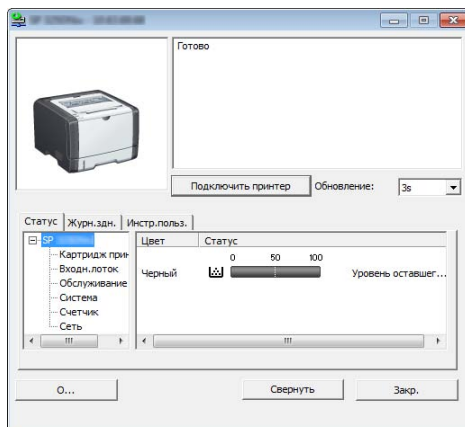 Готово
Подключить принтер Обновление: 3s
Статус Журн.здн. Инстр.польз.
SP
Цвет Статус
Картридж прин
Входн.лоток
Обслуживание
Система
Счетчик
Сеть
0 50 100
Черный Уровень оставшег...
О... Свернуть Закр.